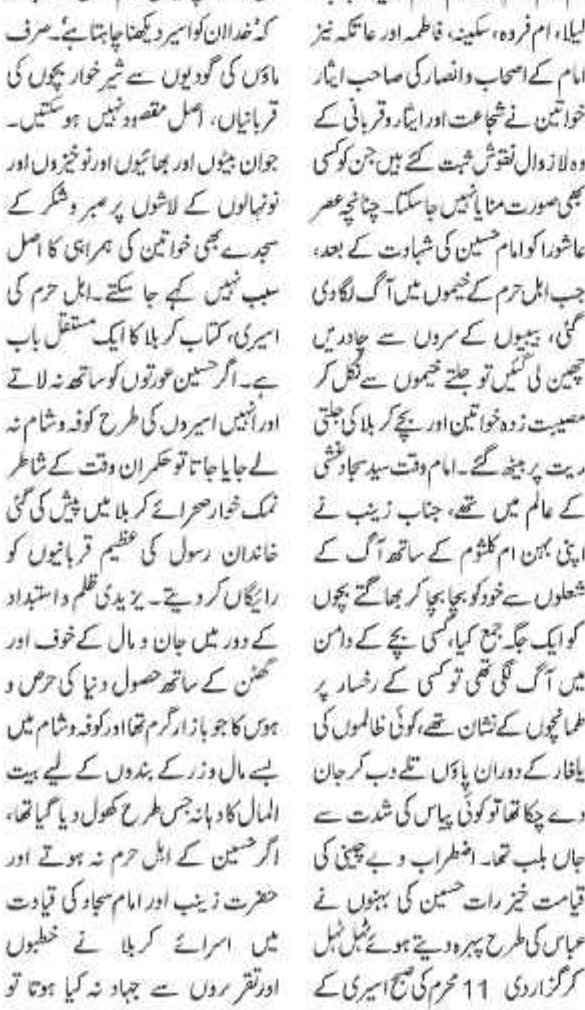 لیلا، ام فروہ، سکینہ، فاطمہ اور عاتکہ نیز
امام کے اصحاب و انصار کی صاحب ایثار
خواتین نے شجاعت اور ایثار و قربانی کے
وہ لازوال نقوش ثبت کئے ہیں جن کو کسی
بھی صورت مٹایا نہیں جاسکتا۔ چنانچہ عصر
عاشورا کو امام حسین کی شہادت کے بعد،
جب اہل حرم کے خیموں میں آگ لگا دی
گئی، بیبیوں کے سروں سے چادریں
چھین لی گئیں تو جلتے خیموں سے نکل کر
مصیبت زدہ خواتین اور بچے کربلا کی جلتی
ریت پر بیٹھ گئے۔ امام وقت سید سجاد غشی
کے عالم میں تھے، جناب زینب نے
اپنی بہن ام کلثوم کے ساتھ آگ کے
شعلوں سے خود کو بچا بچا کر بھاگتے بچوں
کو ایک جگہ جمع کیا، کسی بچے کے دامن
میں آگ لگی تھی تو کسی کے رخسار پر
طمانچوں کے نشان تھے، کوئی ظالموں کی
یلغار کے دوران پاؤں تلے دب کر جان
دے چکا تھا تو کوئی پیاس کی شدت سے
جاں بلب تھا۔ اضطراب و بے چینی کی
قیامت خیز رات حسین کی بہنوں نے
عباس کی طرح پہرہ دیتے ہوئے ٹہل ٹہل
کر گزار دی 11 محرم کی صبح اسیری کے
کہ خدا ان کو اسیر دیکھنا چاہتا ہے۔ صرف
ماؤں کی گودیوں سے شیر خوار بچوں کی
قربانیاں، اصل مقصود نہیں ہوسکتیں۔
جوان بیٹوں اور بھائیوں اور نوخیزوں اور
نونہالوں کے لاشوں پر صبر و شکر کے
سجدے بھی خواتین کی ہمراہی کا اصل
سبب نہیں کہے جا سکتے۔ اہل حرم کی
اسیری، کتاب کربلا کا ایک مستقل باب
ہے۔ اگر حسین عورتوں کو ساتھ نہ لاتے
اور انہیں اسیروں کی طرح کوفہ و شام نہ
لے جایا جاتا تو حکمران وقت کے شاطر
نمک خوار صحرائے کربلا میں پیش کی گئی
خاندان رسول کی عظیم قربانیوں کو
رائیگاں کر دیتے۔ یزیدی ظلم و استبداد
کے دور میں جان و مال کے خوف اور
گھٹن کے ساتھ حصول دنیا کی حرص و
ہوس کا جو بازار گرم تھا اور کوفہ و شام میں
بسے مال و زر کے بندوں کے لیے بیت
المال کا دہانہ جس طرح کھول دیا گیا تھا،
اگر حسین کے اہل حرم نہ ہوتے اور
حضرت زینب اور امام سجاد کی قیادت
میں اسرائے کربلا نے خطبوں
اور تقریروں سے جہاد نہ کیا ہوتا تو